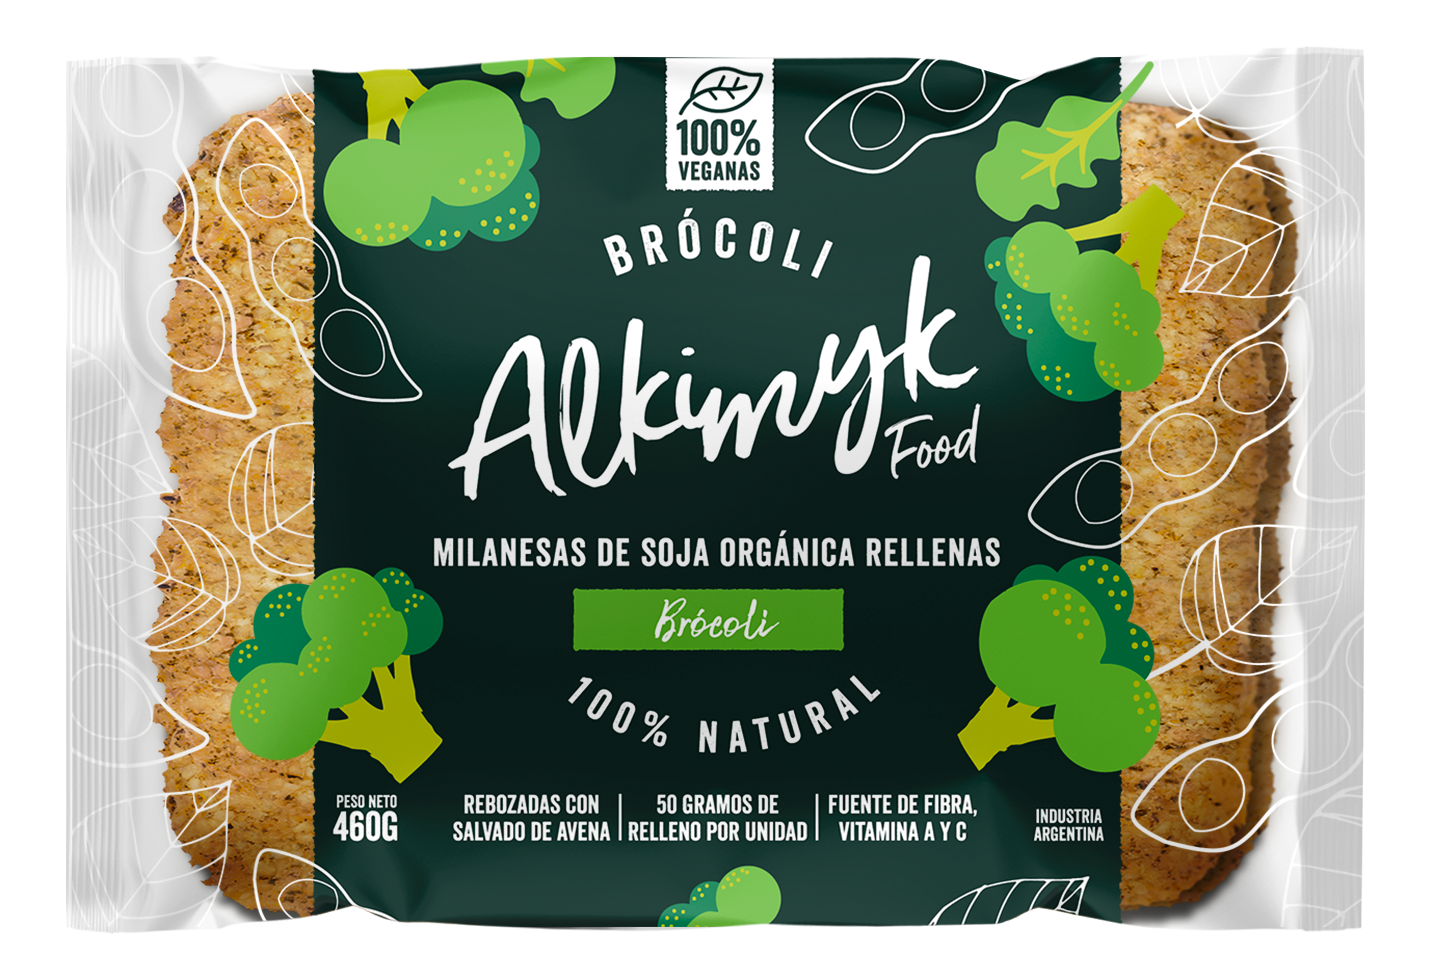 100%
VEGANAS
BRÓCOLI
Alkimyk
Food
MILANESAS DE SOJA ORGÁNICA RELLENAS
Brócoli
100% NATURAL
PESO NETO
460G
REBOZADAS CON
SALVADO DE AVENA
50 GRAMOS DE
RELLENO POR UNIDAD
FUENTE DE FIBRA,
VITAMINA A Y C
INDUSTRIA
ARGENTINA